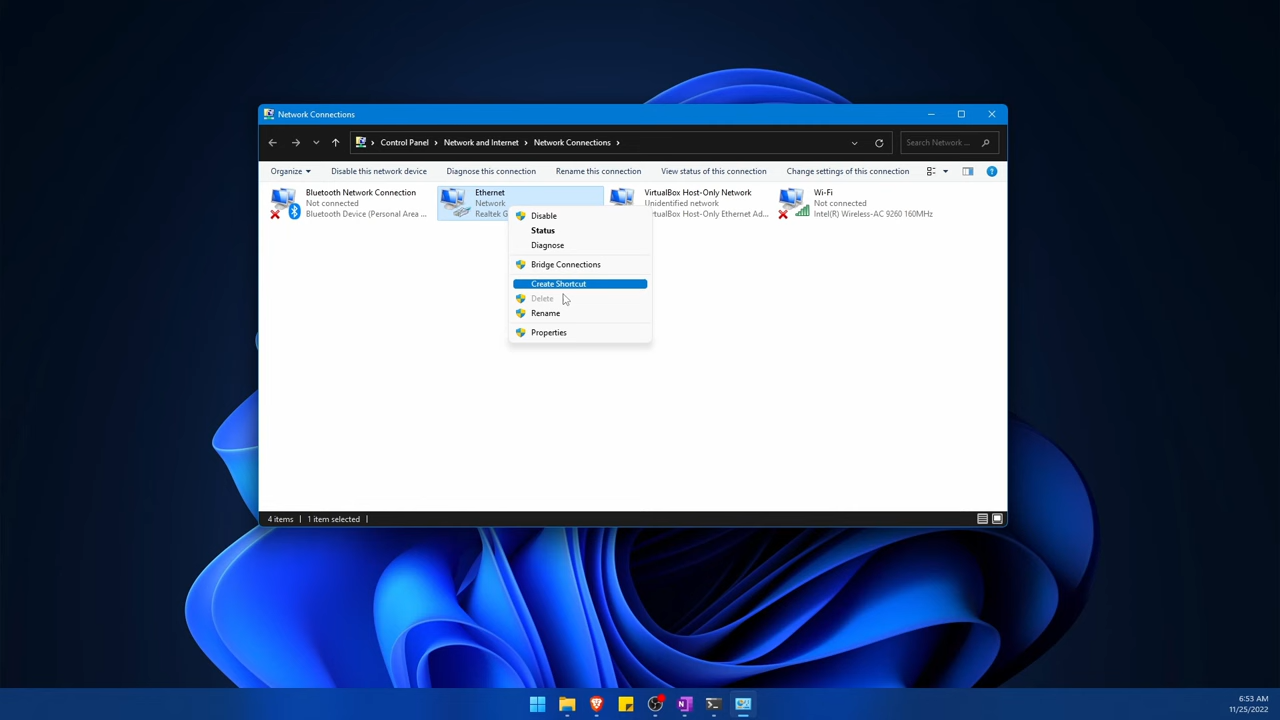 Network Connections
Control Panel Network and Internet Network Connections
Search Network ...
Organize Disable this network device Diagnose this connection Rename this connection View status of this connection Change settings of this connection
Bluetooth Network Connection
Not connected
Bluetooth Device (Personal Area ...
Ethernet
Network
Realtek G
VirtualBox Host-Only Network
Unidentified network
irtualBox Host-Only Ethernet Ad...
Wi-Fi
Not connected
Intel(R) Wireless-AC 9260 160MHz
Disable
Status
Diagnose
Bridge Connections
Create Shortcut
Delete
Rename
Properties
4 items 1 item selected
6:53 AM
11/25/2022